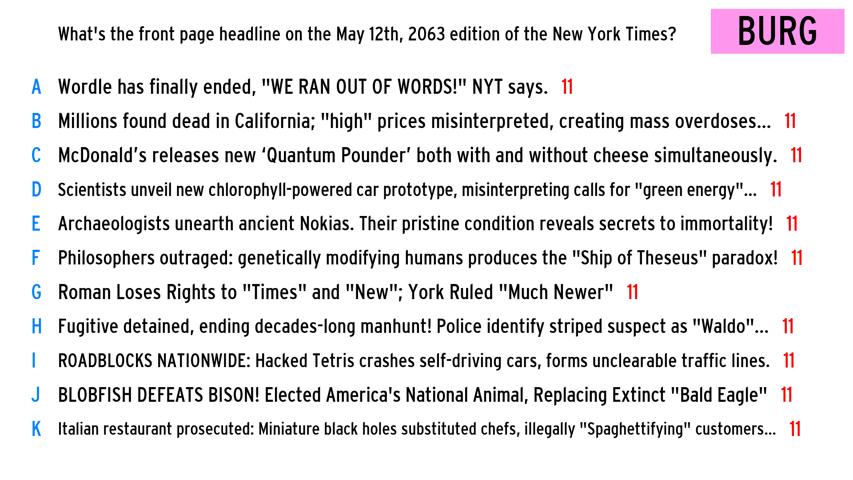 What's the front page headline on the May 12th, 2063 edition of the New York Times?
BURG
A Wordle has finally ended, "WE RAN OUT OF WORDS!" NYT says. 11
B Millions found dead in California; "high" prices misinterpreted, creating mass overdoses... 11
C McDonald’s releases new ‘Quantum Pounder’ both with and without cheese simultaneously. 11
D Scientists unveil new chlorophyll-powered car prototype, misinterpreting calls for "green energy"... 11
E Archaeologists unearth ancient Nokias. Their pristine condition reveals secrets to immortality! 11
F Philosophers outraged: genetically modifying humans produces the "Ship of Theseus" paradox! 11
G Roman Loses Rights to "Times" and "New"; York Ruled "Much Newer" 11
H Fugitive detained, ending decades-long manhunt! Police identify striped suspect as "Waldo"... 11
I ROADBLOCKS NATIONWIDE: Hacked Tetris crashes self-driving cars, forms unclearable traffic lines. 11
J BLOBFISH DEFEATS BISON! Elected America's National Animal, Replacing Extinct "Bald Eagle" 11
K Italian restaurant prosecuted: Miniature black holes substituted chefs, illegally "Spaghettifying" customers... 11